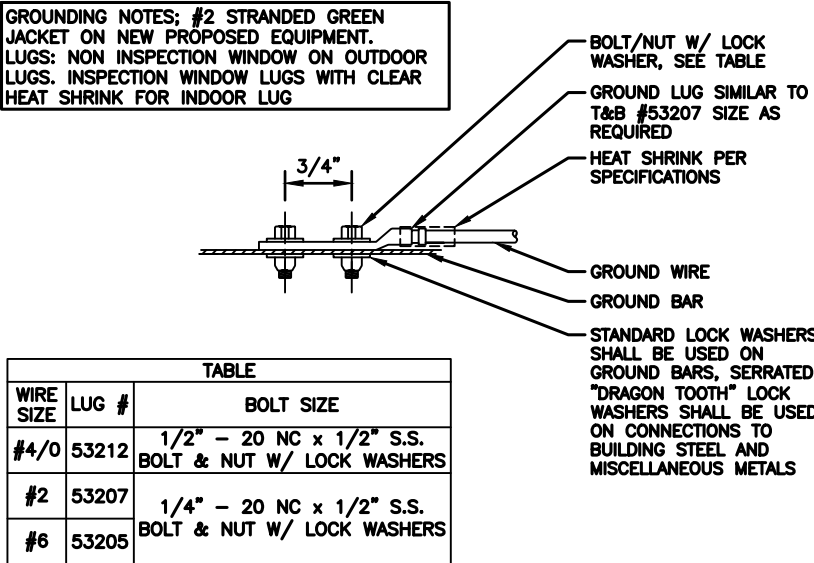 GROUNDING NOTES; #2 STRANDED GREEN
JACKET ON NEW PROPOSED EQUIPMENT.
LUGS: NON INSPECTION WINDOW ON OUTDOOR
LUGS. INSPECTION WINDOW LUGS WITH CLEAR
HEAT SHRINK FOR INDOOR LUG
BOLT/NUT W/ LOCK
WASHER, SEE TABLE
GROUND LUG SIMILAR TO
T&B #53207 SIZE AS
REQUIRED
HEAT SHRINK PER
SPECIFICATIONS
3/4"
GROUND WIRE
GROUND BAR
STANDARD LOCK WASHERS
SHALL BE USED ON
GROUND BARS, SERRATED
"DRAGON TOOTH" LOCK
WASHERS SHALL BE USED
ON CONNECTIONS TO
BUILDING STEEL AND
MISCELLANEOUS METALS
TABLE
WIRE SIZE LUG # BOLT SIZE
#4/0 53212 1/2" – 20 NC x 1/2" S.S.
BOLT & NUT W/ LOCK WASHERS
#2 53207 1/4" – 20 NC x 1/2" S.S.
BOLT & NUT W/ LOCK WASHERS
#6 53205